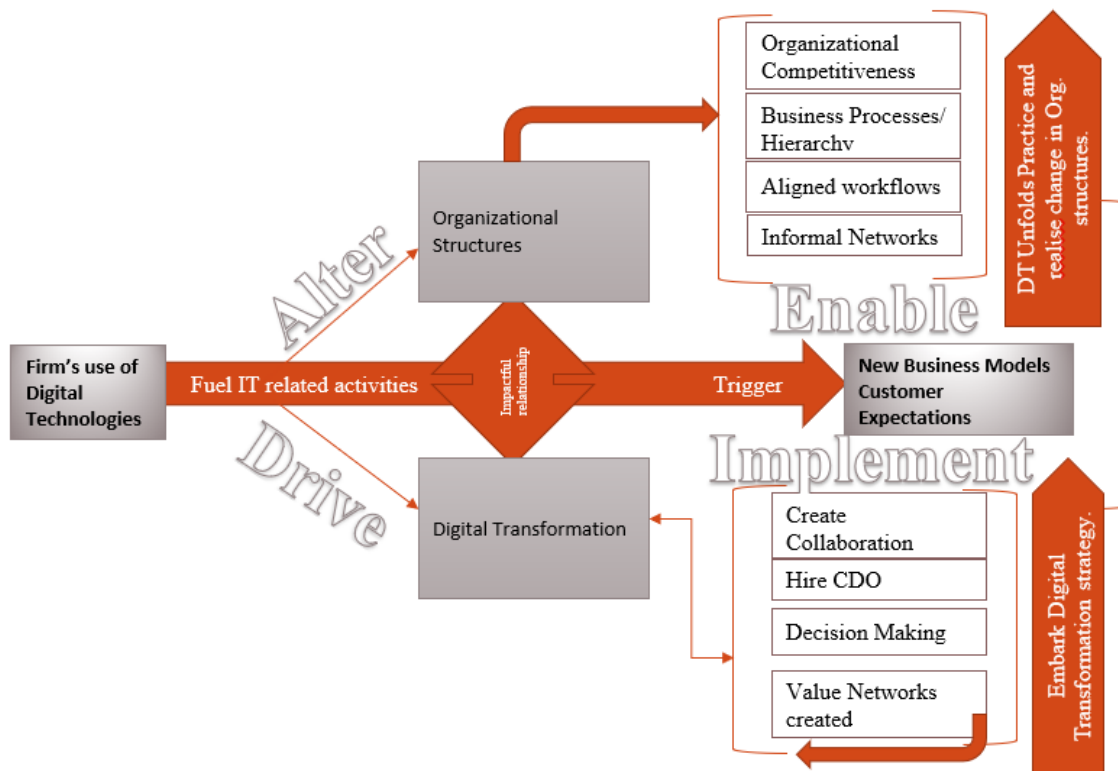 Organizational
Competitiveness
Business Processes/
Hierarchy
Aligned workflows
Informal Networks
DT Unfolds Practice and
realise change in Org.
structures.
Organizational
Structures
Alter
Enable
Firm's use of
Digital
Technologies
Fuel IT related activities
Impactful
relationship
Trigger
New Business Models
Customer
Expectations
Drive
Implement
Digital Transformation
Create
Collaboration
Hire CDO
Decision Making
Value Networks
created
Embark Digital
Transformation strategy.